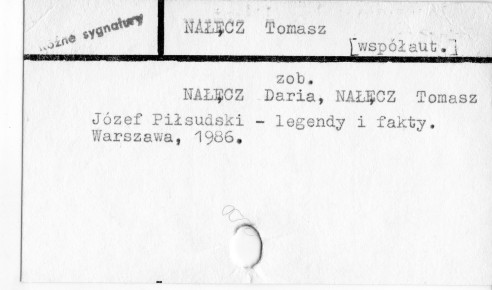 Różne sygnatury
NAŁĘCZ Tomasz
[współaut.]
zob.
NAŁĘCZ Daria, NAŁĘCZ Tomasz
Józef Piłsudski - legendy i fakty.
Warszawa, 1986.